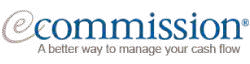 ecommission®
A better way to manage your cash flow